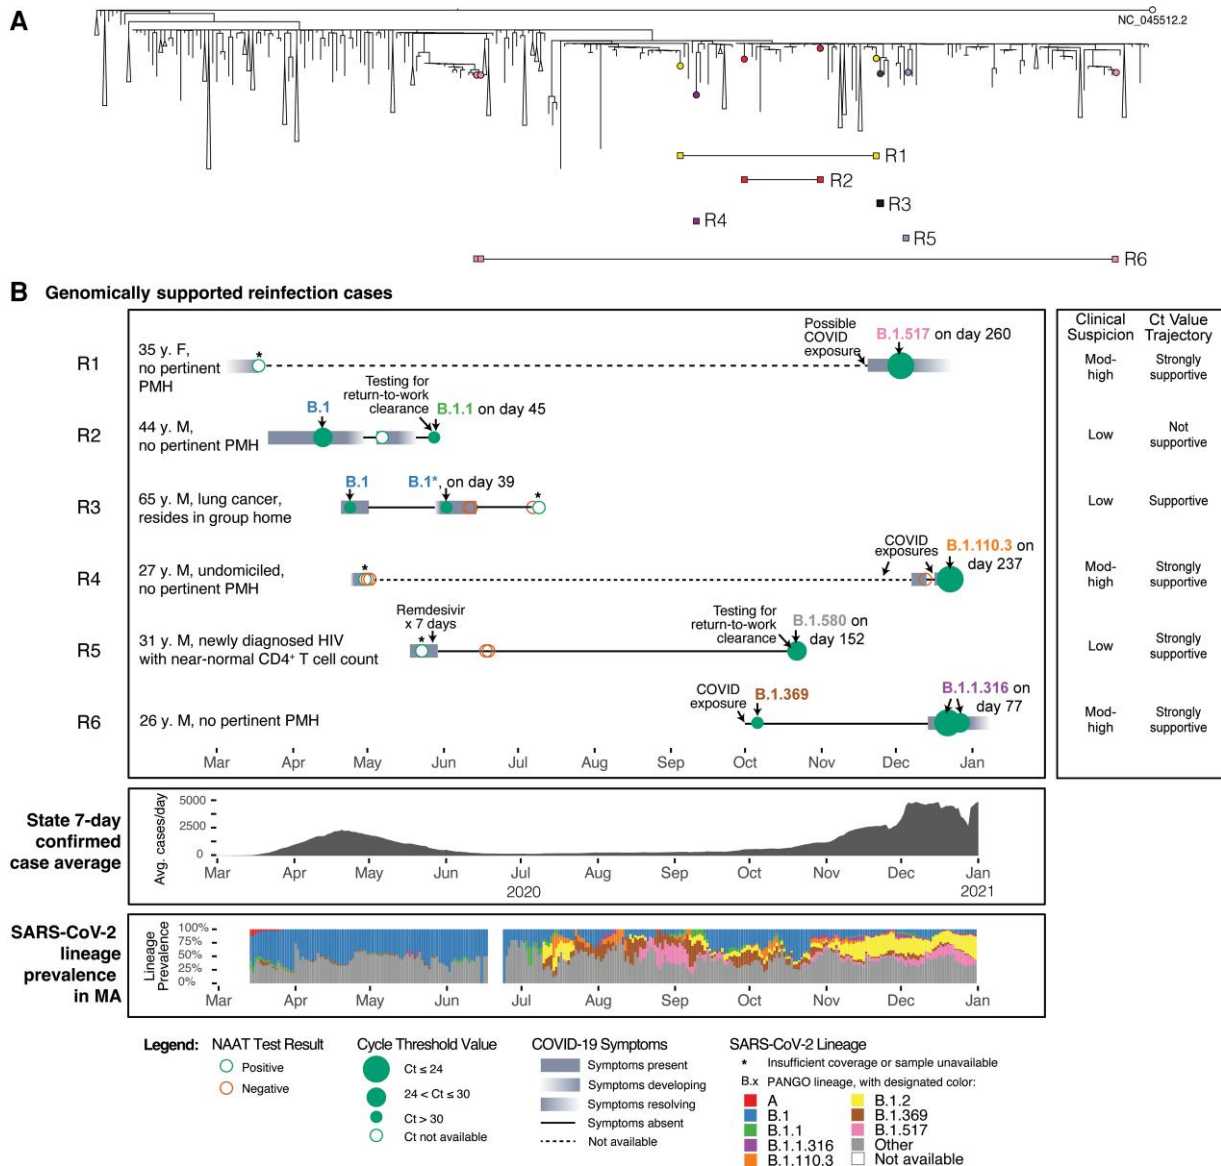 A
NC_045512.2
R1
R2
R3
R4
R5
R6
B Genomically supported reinfection cases
Clinical Suspicion
Ct Value Trajectory
R1
35 y. F,
no pertinent
PMH
*
Possible
COVID
exposure
B.1.517 on day 260
Mod-
high
Strongly
supportive
R2
44 y. M,
no pertinent PMH
B.1
Testing for
return-to-work
clearance
B.1.1 on day 45
Low
Not
supportive
R3
65 y. M, lung cancer,
resides in group home
B.1
B.1*, on day 39
*
Low
Supportive
R4
27 y. M, undomiciled,
no pertinent PMH
*
COVID
exposures
B.1.110.3 on
day 237
Mod-
high
Strongly
supportive
R5
31 y. M, newly diagnosed HIV
with near-normal CD4+ T cell count
*
Remdesivir
x 7 days
Testing for
return-to-work
clearance
B.1.580 on
day 152
Low
Strongly
supportive
R6
26 y. M, no pertinent PMH
COVID
exposure
B.1.369
B.1.1.316 on
day 77
Mod-
high
Strongly
supportive
Mar Apr May Jun Jul Aug Sep Oct Nov Dec Jan
State 7-day
confirmed
case average
Avg. cases/day
5000
2500
0
Mar Apr May Jun Jul Aug Sep Oct Nov Dec Jan
2020 2021
SARS-CoV-2
lineage
prevalence
in MA
Lineage
Prevalence
100%
75%
50%
25%
0%
Mar Apr May Jun Jul Aug Sep Oct Nov Dec Jan
Legend:
NAAT Test Result
Positive
Negative
Cycle Threshold Value
Ct ≤ 24
24 < Ct ≤ 30
Ct > 30
Ct not available
COVID-19 Symptoms
Symptoms present
Symptoms developing
Symptoms resolving
Symptoms absent
Not available
SARS-CoV-2 Lineage
* Insufficient coverage or sample unavailable
B.x PANGO lineage, with designated color:
A
B.1
B.1.1
B.1.1.316
B.1.110.3
B.1.2
B.1.369
B.1.517
Other
Not available